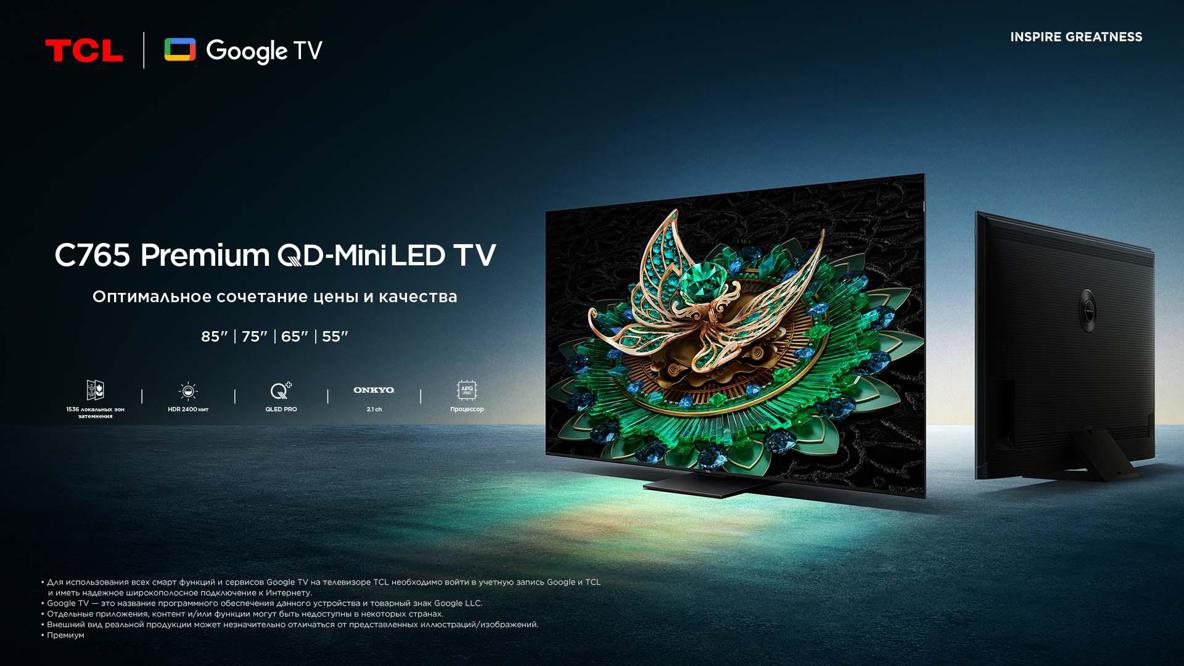 TCL | Google TV
INSPIRE GREATNESS
C765 Premium QD-Mini LED TV
Оптимальное сочетание цены и качества
85" | 75" | 65" | 55"
1536 локальных зон
затемнения
HDR 2400 нит
QLED PRO
ONKYO
2.1 ch
Процессор
• Для использования всех смарт функций и сервисов Google TV на телевизоре TCL необходимо войти в учетную запись Google и TCL
и иметь надежное широкополосное подключение к Интернету.
• Google TV — это название программного обеспечения данного устройства и товарный знак Google LLC.
• Отдельные приложения, контент и/или функции могут быть недоступны в некоторых странах.
• Внешний вид реальной продукции может незначительно отличаться от представленных иллюстраций/изображений.
• Премиум